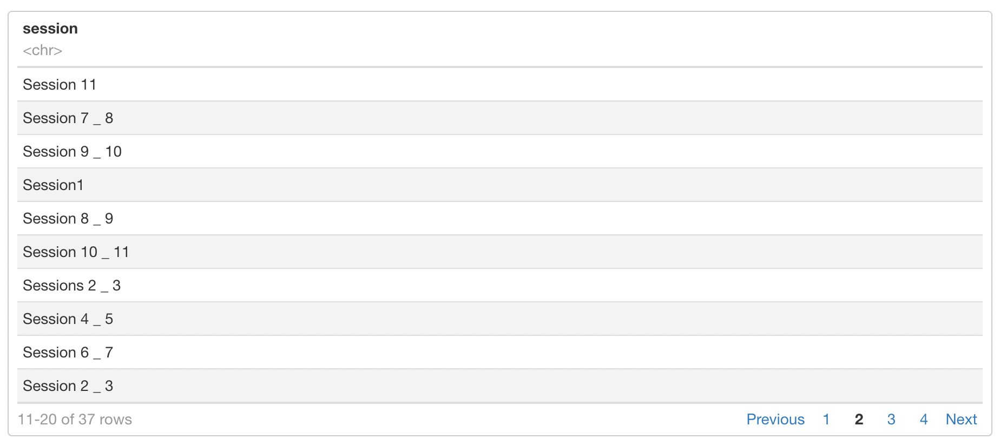 session
<chr>
Session 11
Session 7 _ 8
Session 9 _ 10
Session1
Session 8 _ 9
Session 10 _ 11
Sessions 2 _ 3
Session 4 _ 5
Session 6 _ 7
Session 2 _ 3
11-20 of 37 rows Previous 1 2 3 4 Next